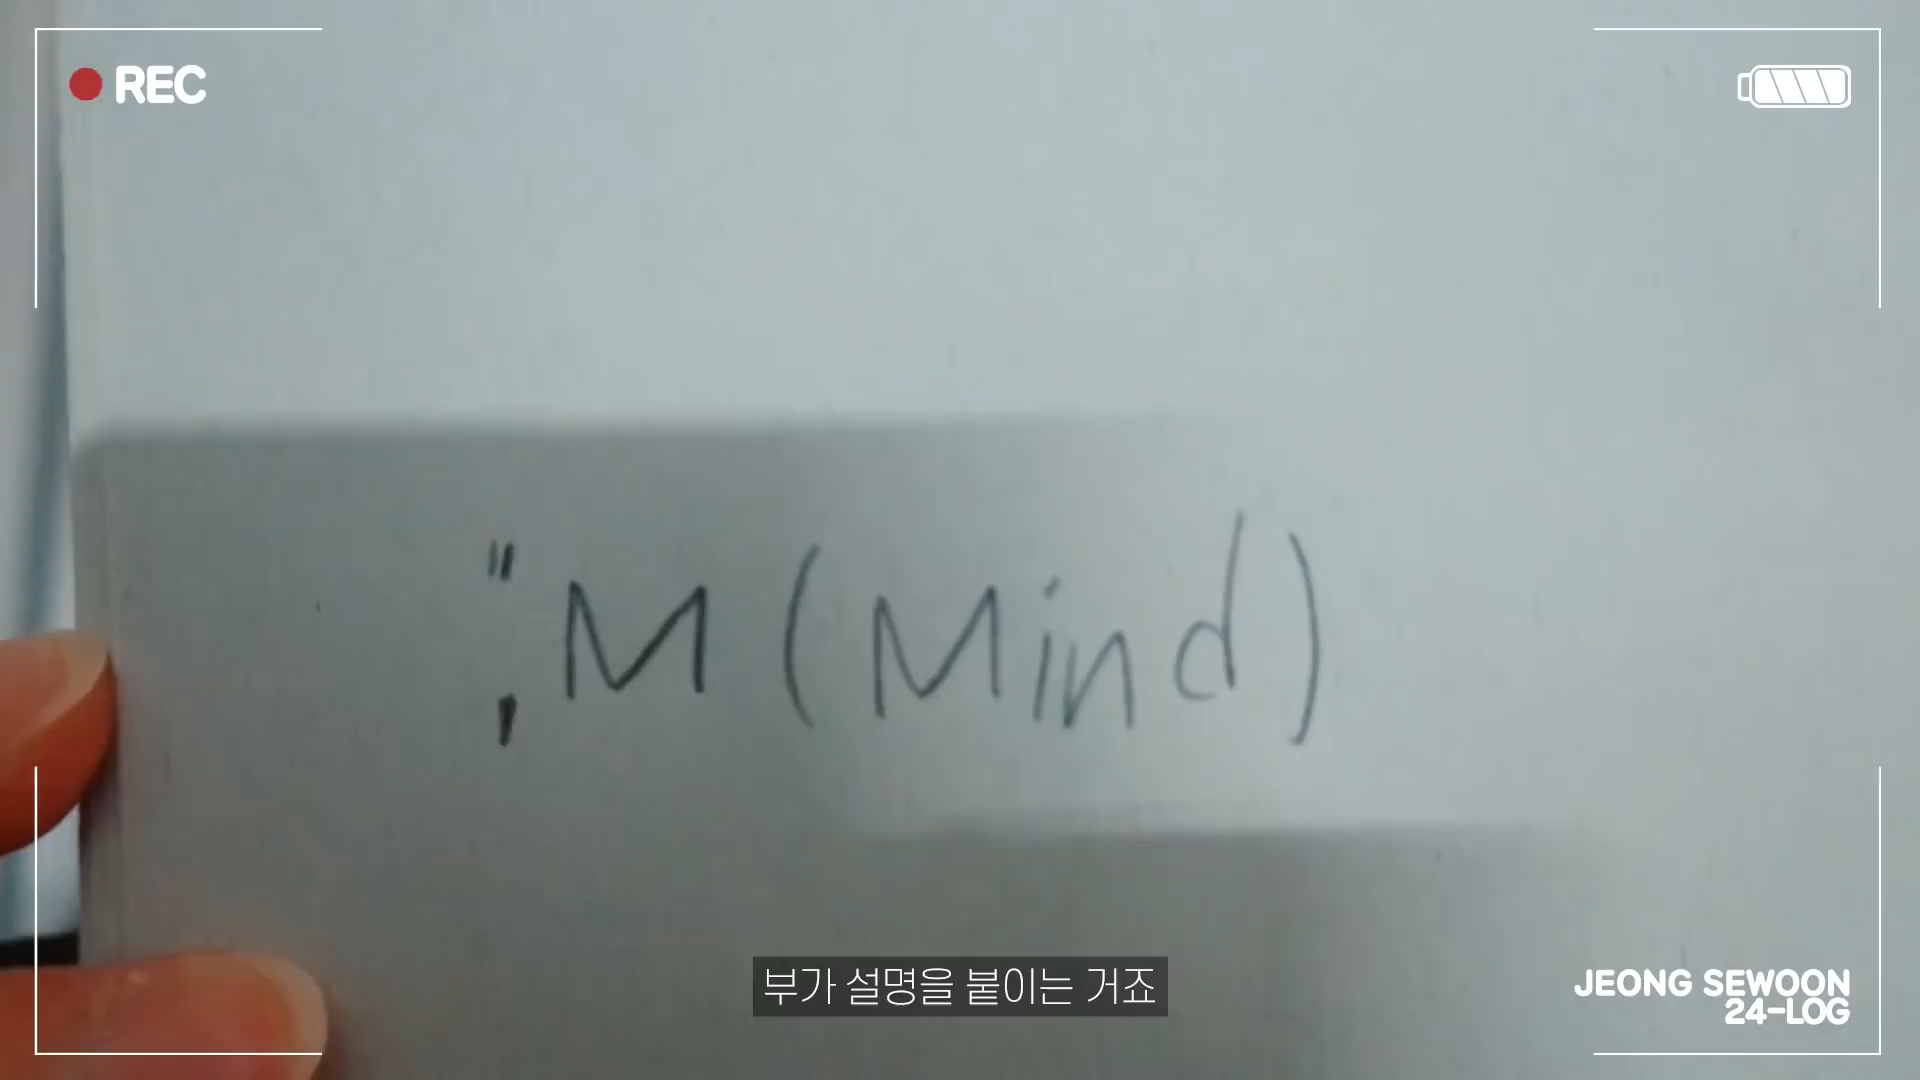 REC
" ; M (Mind)
부가 설명을 붙이는 거죠
JEONG SEWOON
24-LOG